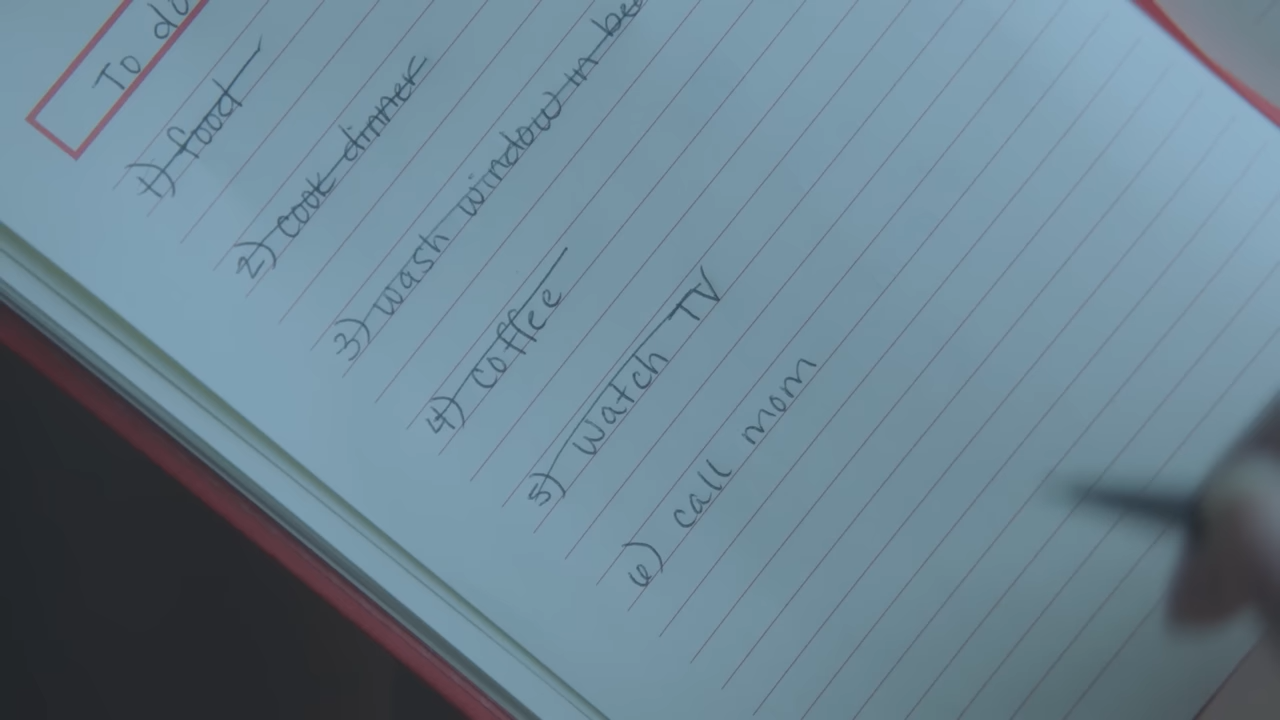 To do
1) food
2) cook dinner
3) wash window in
4) coffee
5) watch TV
6) call mom